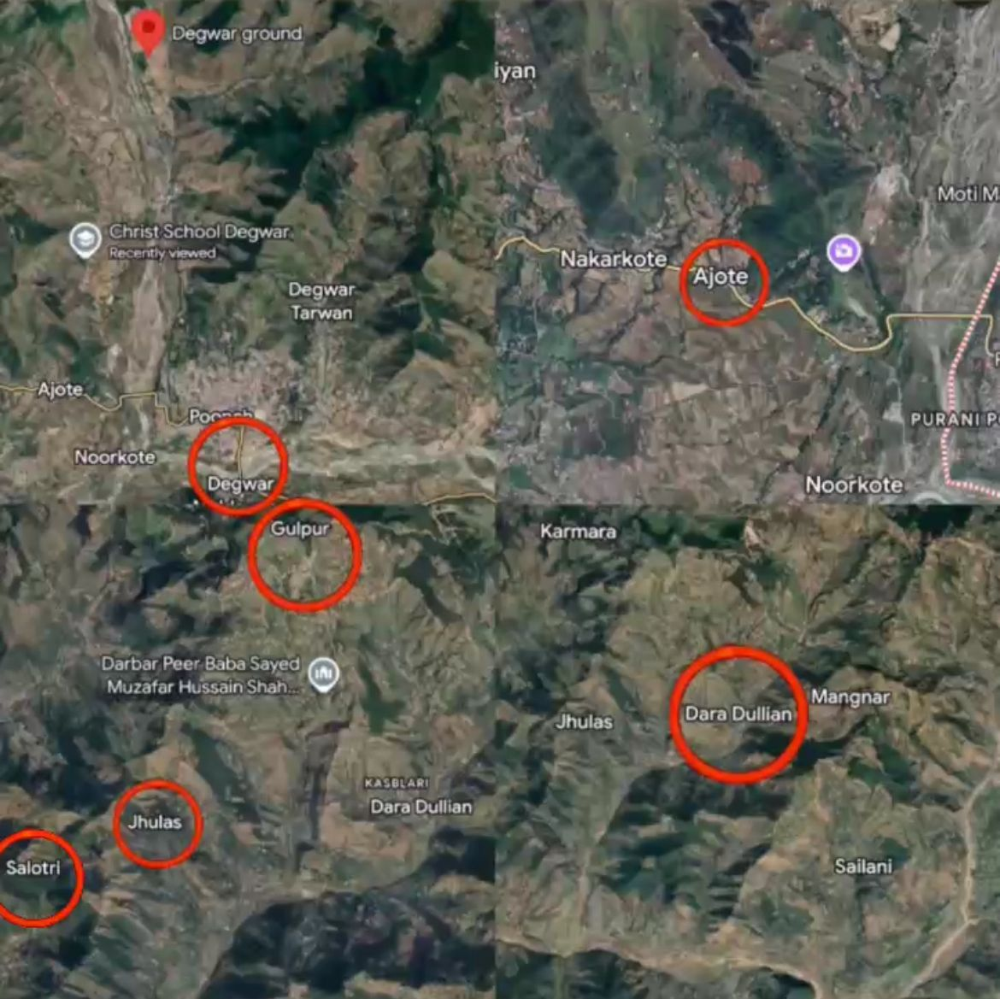 Degwar ground
Christ School Degwar
Recently viewed
Degwar
Tarwan
Ajote
Poonch
Noorkote
Degwar
iyan
Moti M
Nakarkote
Ajote
PURANI P
Noorkote
Gulpur
Darbar Peer Baba Sayed
Muzafar Hussain Shah...
KASBLARI
Dara Dullian
Jhulas
Salotri
Karmara
Mangnar
Dara Dullian
Jhulas
Sailani